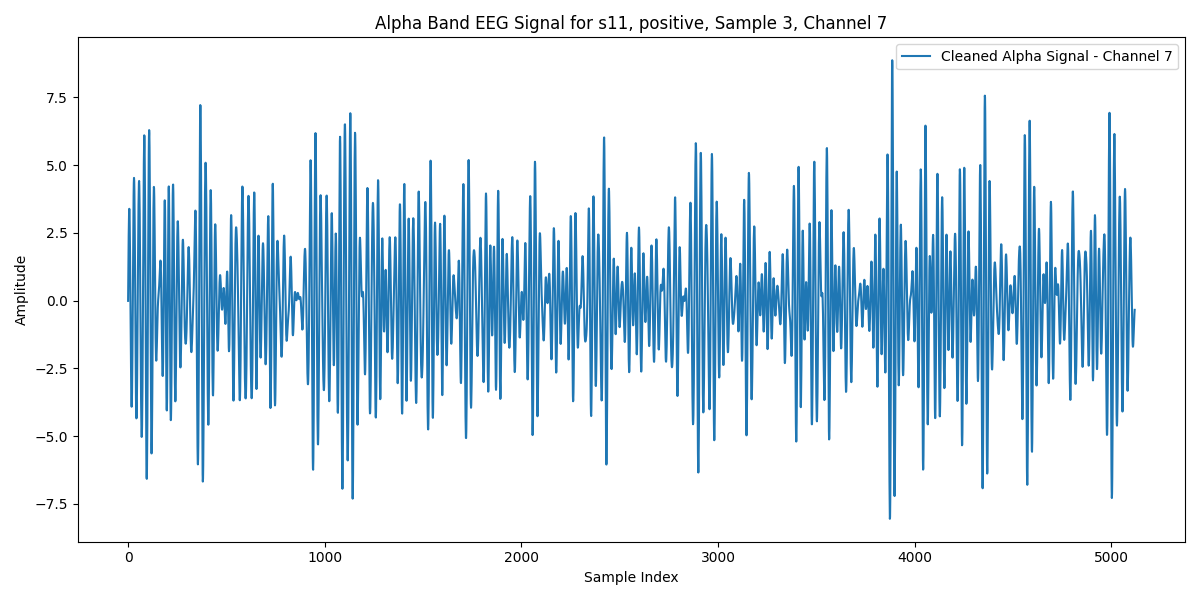 Alpha Band EEG Signal for s11, positive, Sample 3, Channel 7
Cleaned Alpha Signal - Channel 7
Amplitude
7.5
5.0
2.5
0.0
−2.5
−5.0
−7.5
0 1000 2000 3000 4000 5000
Sample Index